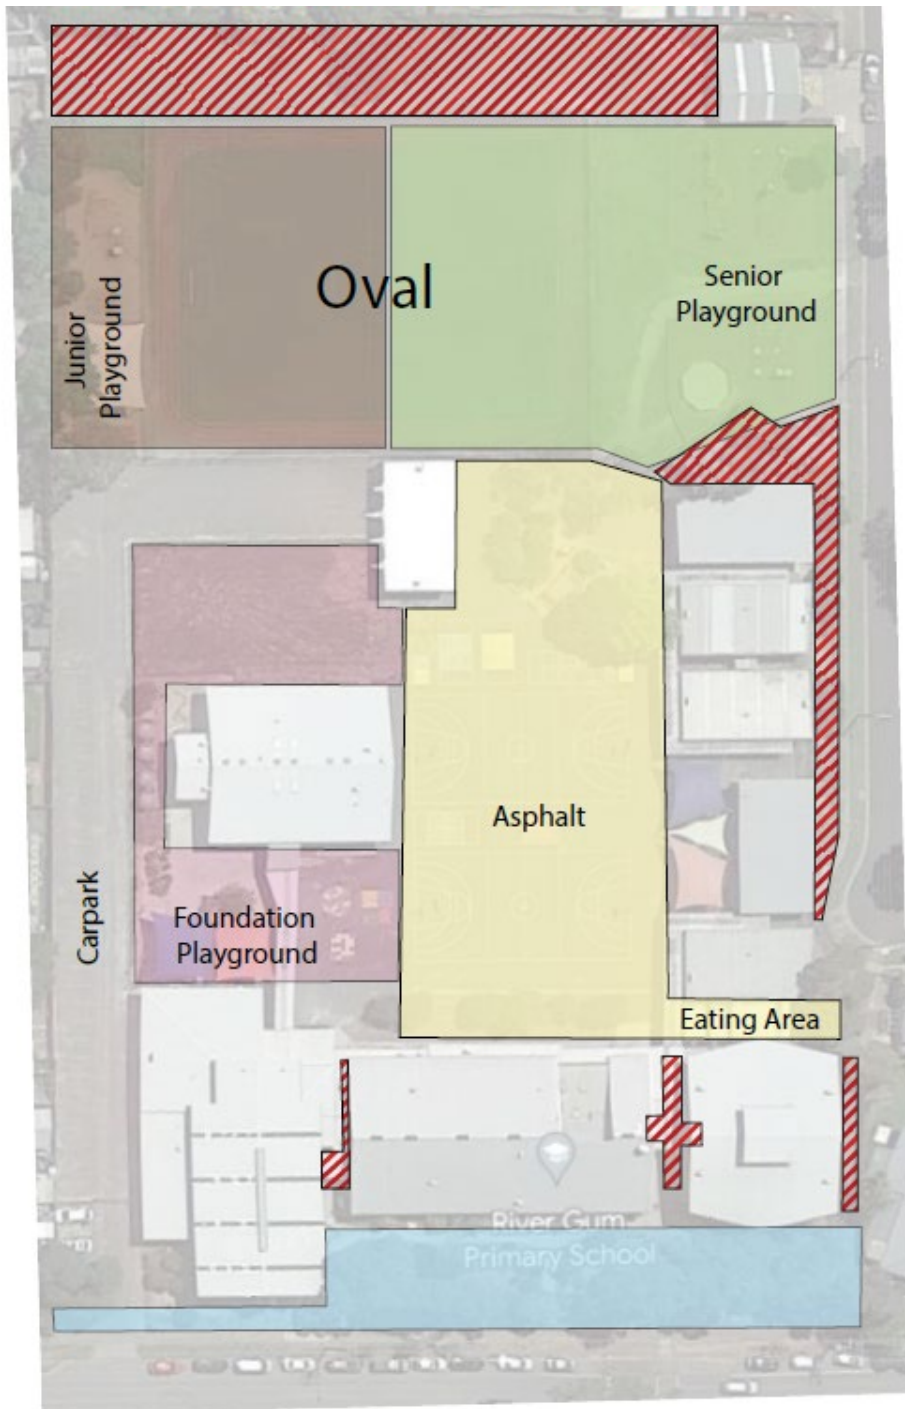 Oval
Senior
Playground
Junior
Playground
Asphalt
Carpark
Foundation
Playground
Eating Area
River Gum
Primary School